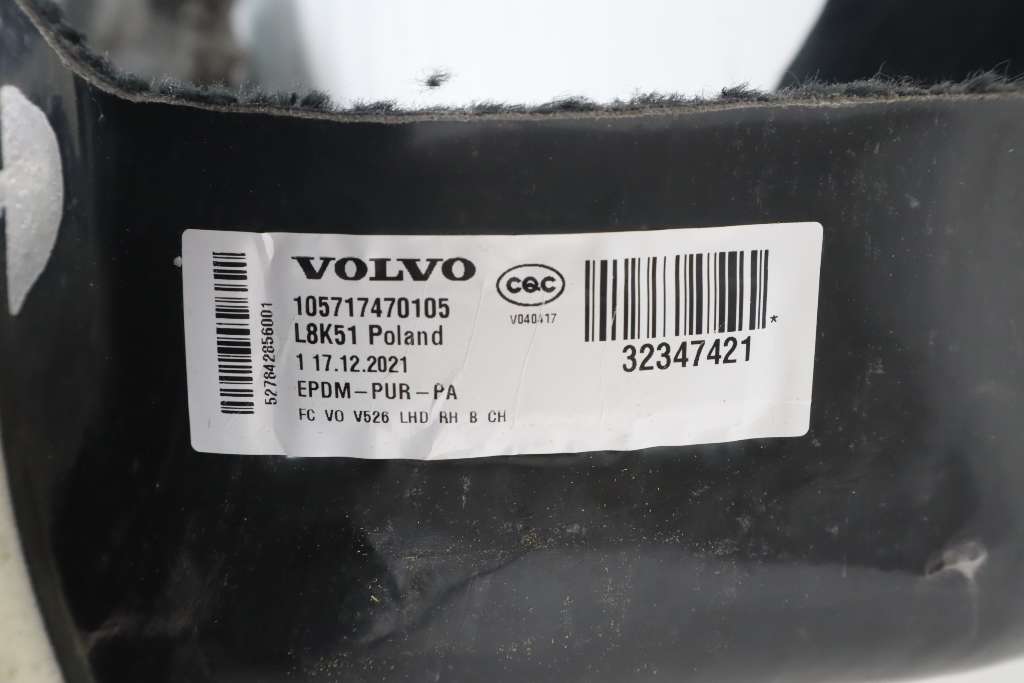 527842856001
VOLVO
105717470105
L8K51 Poland
1 17.12.2021
EPDM-PUR-PA
FC VO V526 LHD RH B CH
CQC
V040417
*
32347421